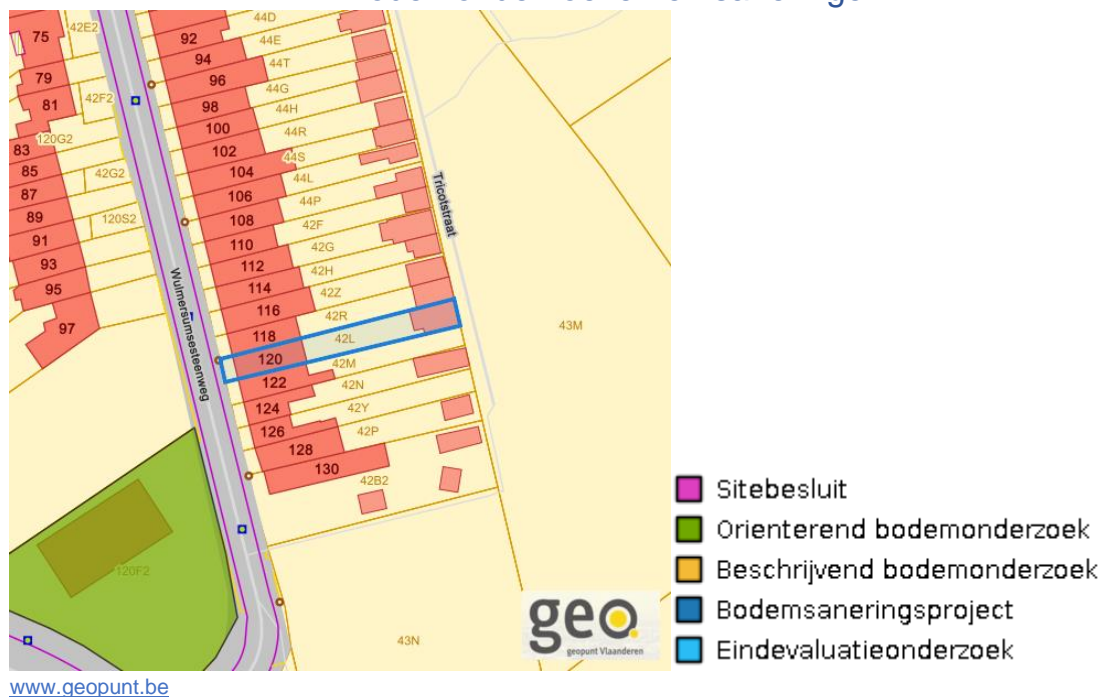 75
79
81
83
85
87
89
91
93
95
97
42E2
42F2
120G2
42G2
120S2
92
94
96
98
100
102
104
106
108
110
112
114
116
118
120
122
124
126
128
130
44D
44E
44T
44G
44H
44R
44S
44L
44P
42F
42G
42H
42Z
42R
42L
42M
42N
42Y
42P
42B2
Wulmersumsesteenweg
Tricotstraat
43M
120F2
43N
geo.
geopunt Vlaanderen
Sitebesluit
Orienterend bodemonderzoek
Beschrijvend bodemonderzoek
Bodemsaneringsproject
Eindevaluatieonderzoek
www.geopunt.be